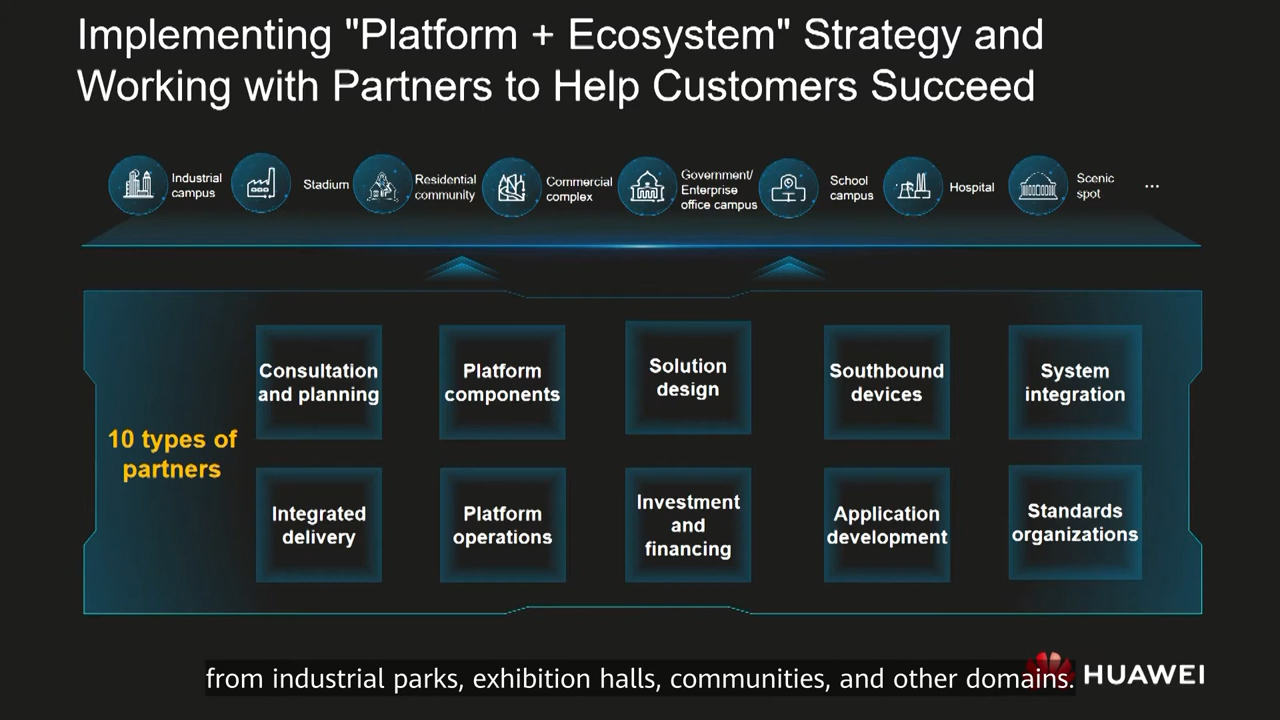 Implementing "Platform + Ecosystem" Strategy and
Working with Partners to Help Customers Succeed
Industrial
campus
Stadium
Residential
community
Commercial
complex
Government/
Enterprise
office campus
School
campus
Hospital
Scenic
spot
...
10 types of
partners
Consultation
and planning
Platform
components
Solution
design
Southbound
devices
System
integration
Integrated
delivery
Platform
operations
Investment
and
financing
Application
development
Standards
organizations
from industrial parks, exhibition halls, communities, and other domains.
HUAWEI